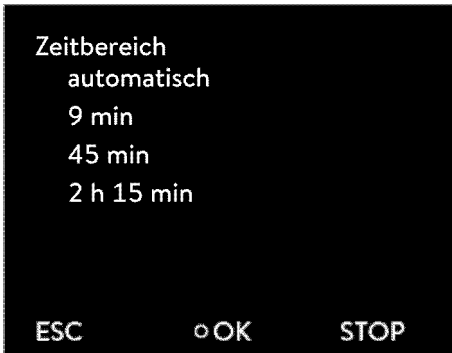 Zeitbereich
automatisch
9 min
45 min
2 h 15 min
ESC OK STOP